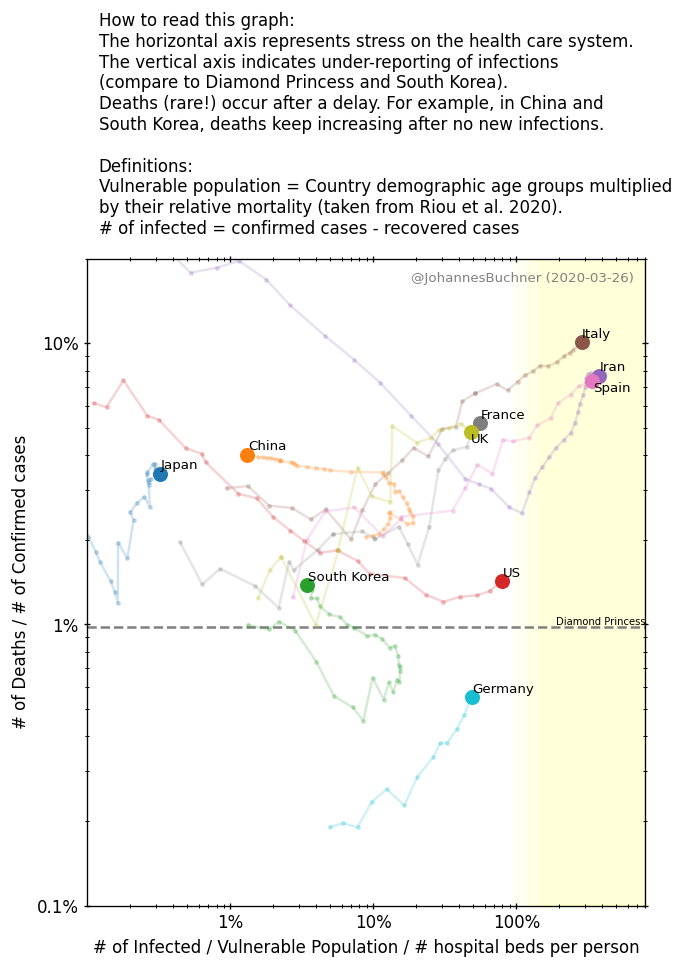 How to read this graph:
The horizontal axis represents stress on the health care system.
The vertical axis indicates under-reporting of infections
(compare to Diamond Princess and South Korea).
Deaths (rare!) occur after a delay. For example, in China and
South Korea, deaths keep increasing after no new infections.
Definitions:
Vulnerable population = Country demographic age groups multiplied
by their relative mortality (taken from Riou et al. 2020).
# of infected = confirmed cases - recovered cases
@JohannesBuchner (2020-03-26)
Italy
10%
Iran
Spain
France
UK
China
Japan
US
South Korea
Diamond Princess
1%
Germany
0.1%
# of Deaths / # of Confirmed cases
1%
10%
100%
# of Infected / Vulnerable Population / # hospital beds per person